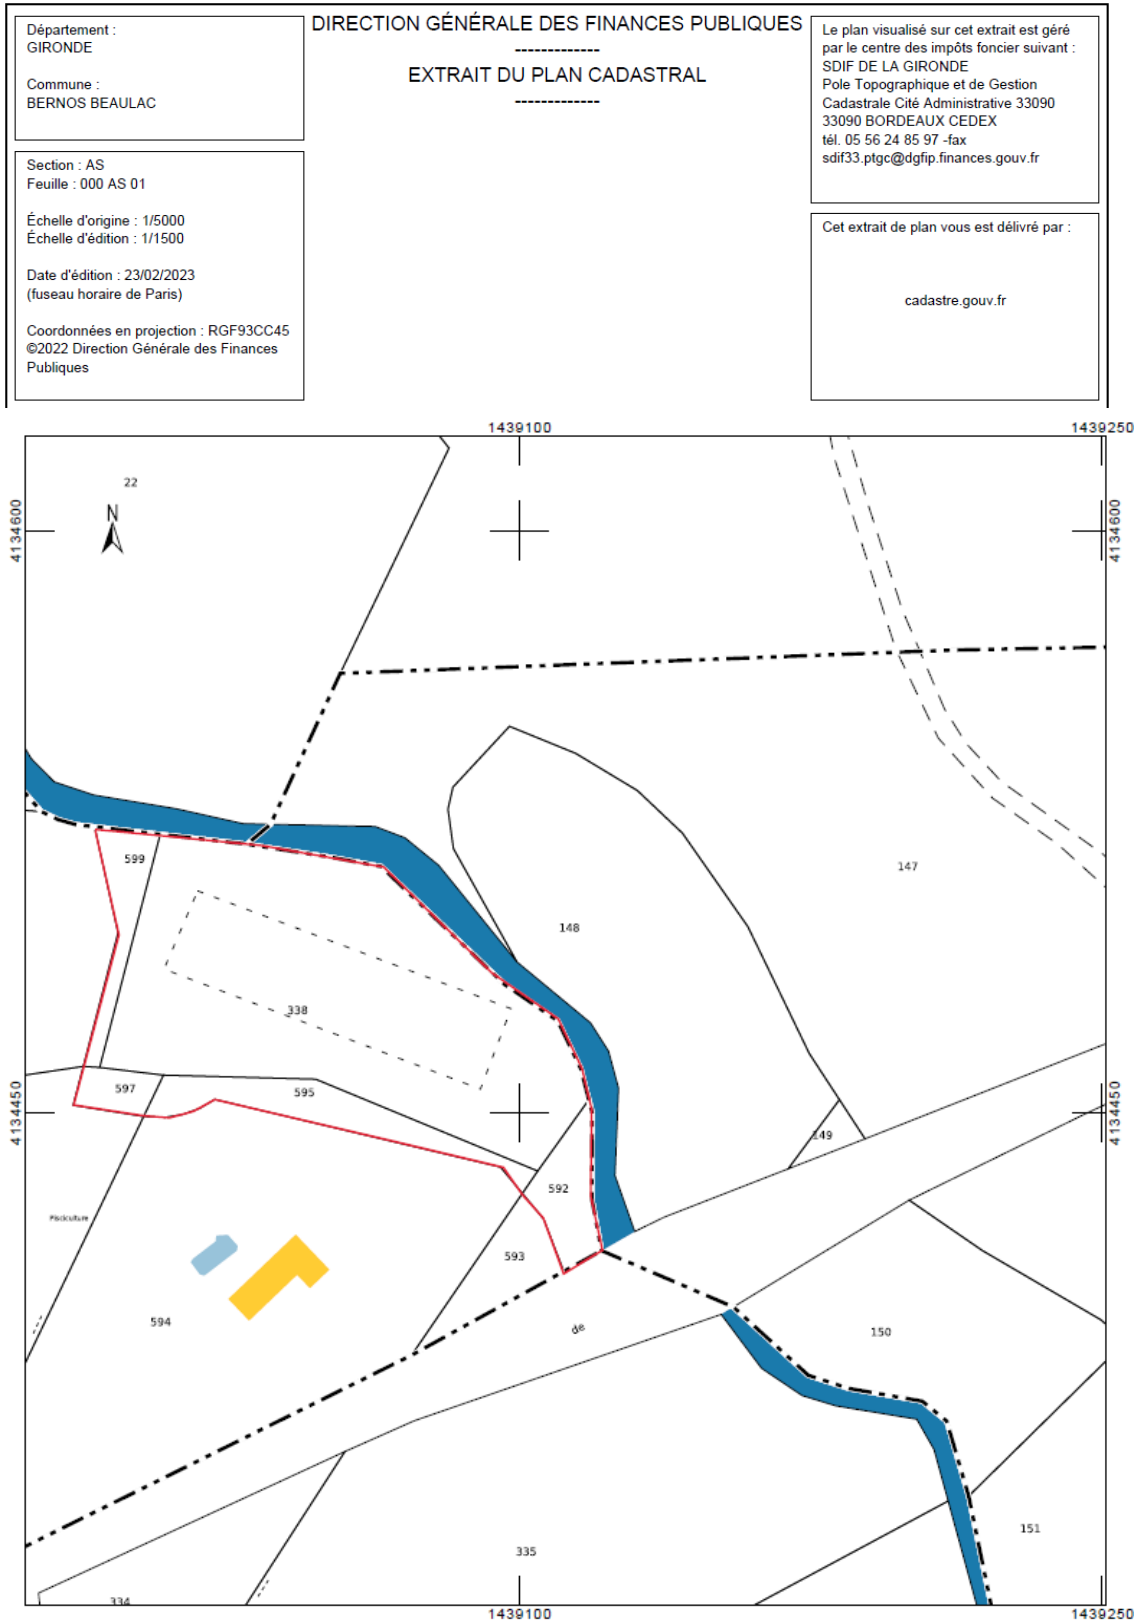 Département :
GIRONDE
Commune :
BERNOS BEAULAC
Section : AS
Feuille : 000 AS 01
Échelle d'origine : 1/5000
Échelle d'édition : 1/1500
Date d'édition : 23/02/2023
(fuseau horaire de Paris)
Coordonnées en projection : RGF93CC45
©2022 Direction Générale des Finances
Publiques
DIRECTION GÉNÉRALE DES FINANCES PUBLIQUES
-------------
EXTRAIT DU PLAN CADASTRAL
-------------
Le plan visualisé sur cet extrait est géré
par le centre des impôts foncier suivant :
SDIF DE LA GIRONDE
Pole Topographique et de Gestion
Cadastrale Cité Administrative 33090
33090 BORDEAUX CEDEX
tél. 05 56 24 85 97 -fax
sdif33.ptgc@dgfip.finances.gouv.fr
Cet extrait de plan vous est délivré par :
cadastre.gouv.fr
1439100
1439250
22
N
4134600
4134600
599
147
148
338
597
595
4134450
4134450
149
592
Pisciculture
593
594
de
150
151
335
334
1439100
1439250